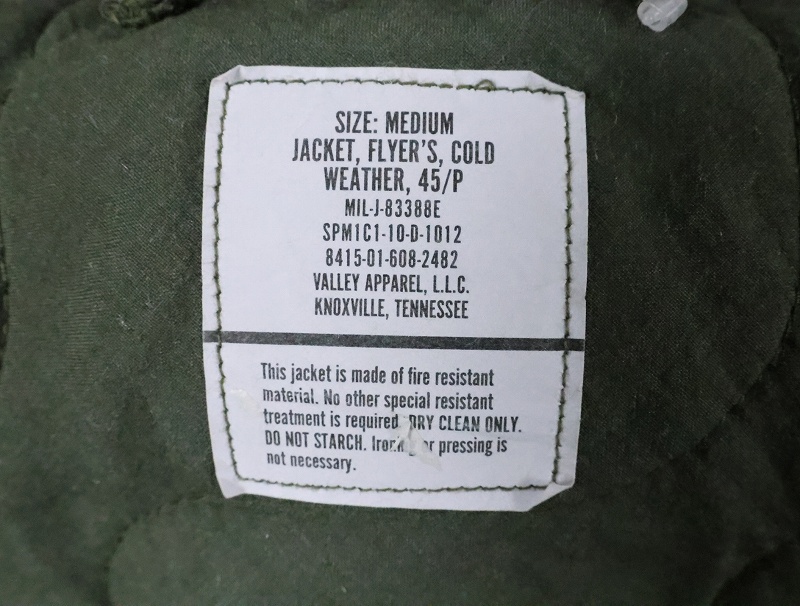 SIZE: MEDIUM
JACKET, FLYER'S, COLD
WEATHER, 45/P
MIL-J-83388E
SPM1C1-10-D-1012
8415-01-608-2482
VALLEY APPAREL, L.L.C.
KNOXVILLE, TENNESSEE
This jacket is made of fire resistant
material. No other special resistant
treatment is required. DRY CLEAN ONLY.
DO NOT STARCH. or pressing is
not necessary.